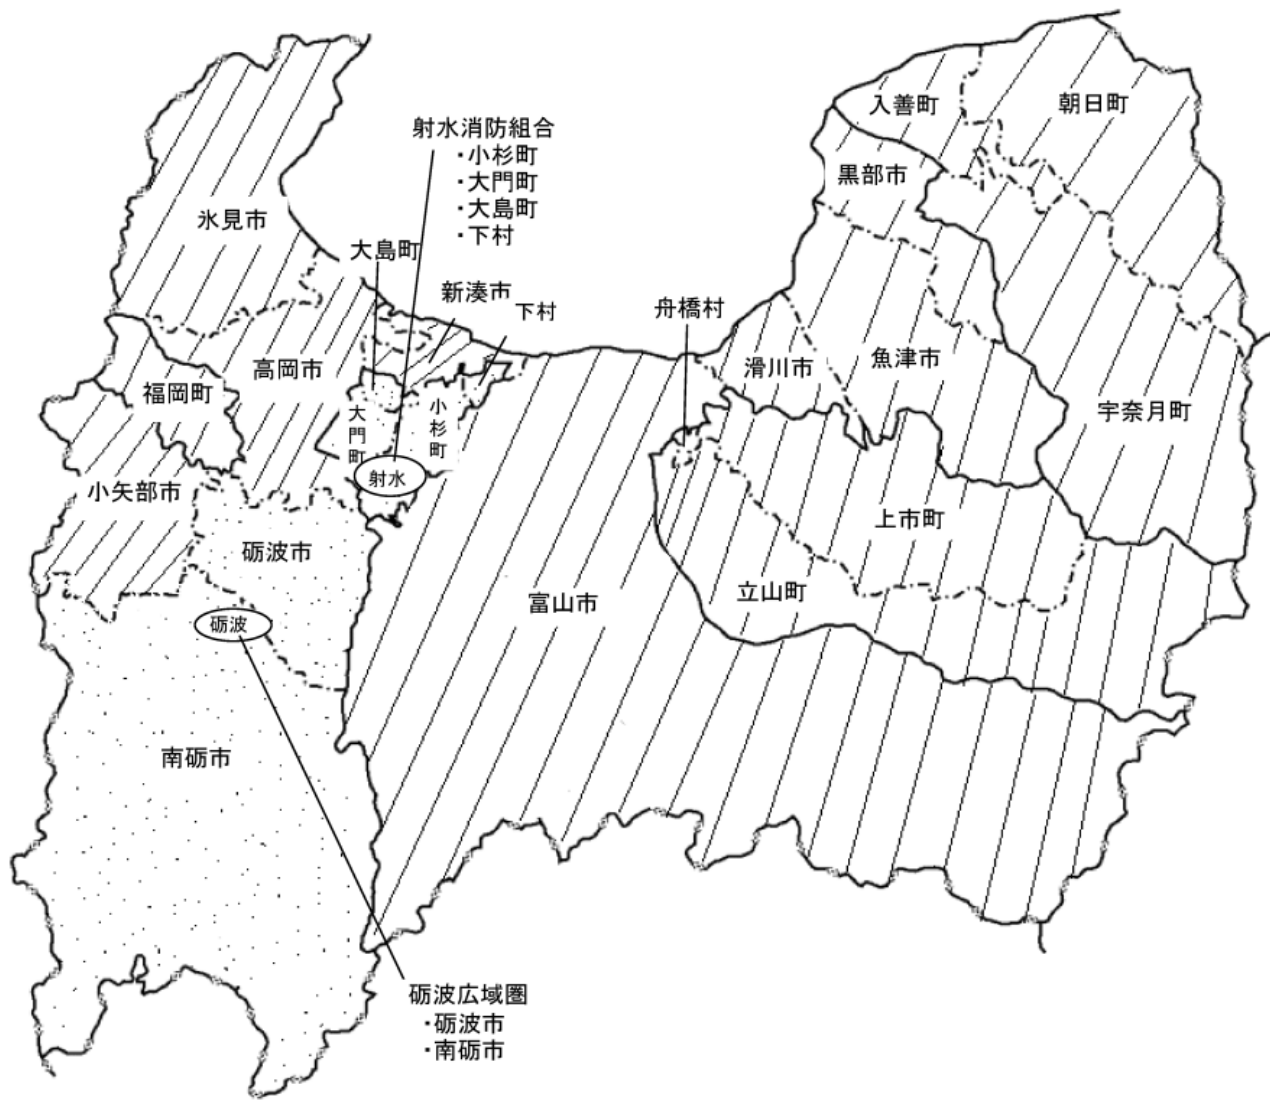 入善町
朝日町
射水消防組合
・小杉町
・大門町
・大島町
・下村
黒部市
氷見市
大島町
新湊市
下村
舟橋村
高岡市
滑川市
魚津市
福岡町
大門町
小杉町
宇奈月町
射水
小矢部市
上市町
砺波市
立山町
富山市
砺波
南砺市
砺波広域圏
・砺波市
・南砺市